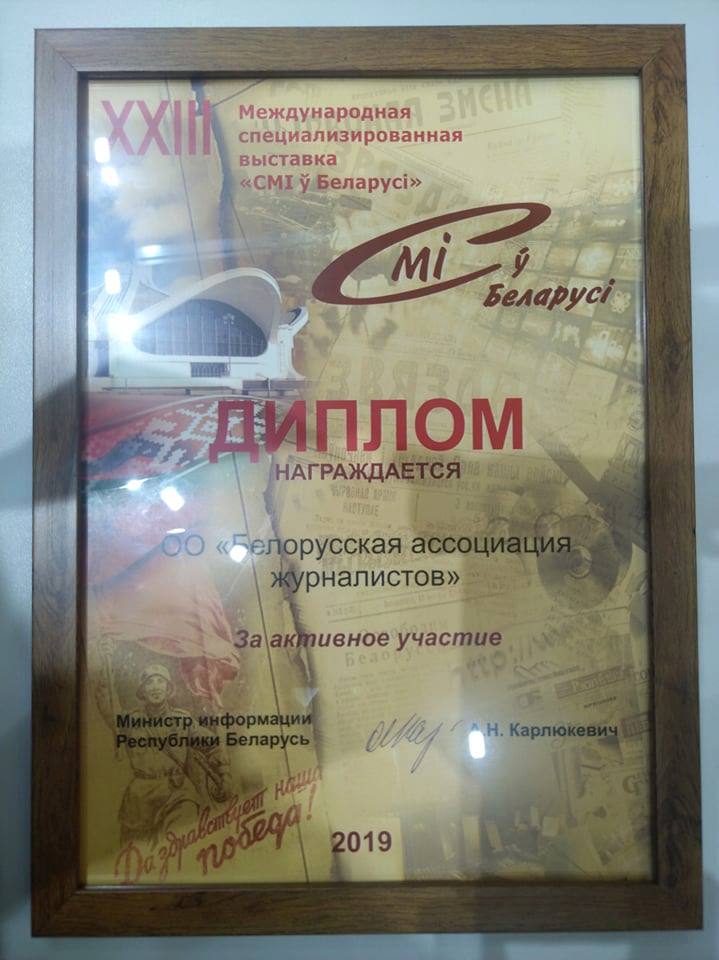 XXIII
Международная
специализированная
выставка
«СМІ ў Беларусі»
СМі ў
Беларусі
ДИПЛОМ
НАГРАЖДАЕТСЯ
ОО «Белорусская ассоциация
журналистов»
За активное участие
Министр информации
Республики Беларусь
А.Н. Карлюкевич
Да здравствует наша
победа!
2019